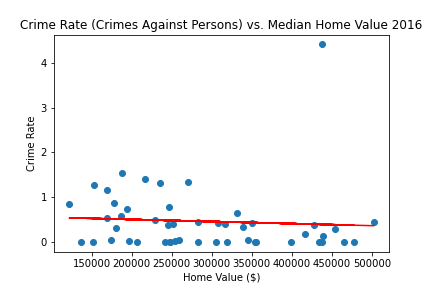 Crime Rate (Crimes Against Persons) vs. Median Home Value 2016
4
3
2
1
0
Crime Rate
150000 200000 250000 300000 350000 400000 450000 500000
Home Value ($)